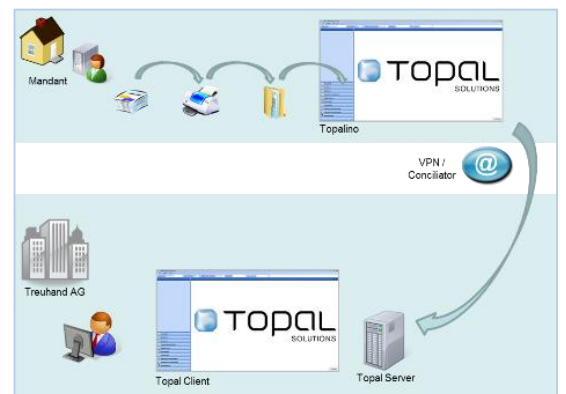 Mandant
TOPAL
SOLUTIONS
Topalino
VPN /
Conciliator
@
Treuhand AG
TOPAL
SOLUTIONS
Topal Client
Topal Server